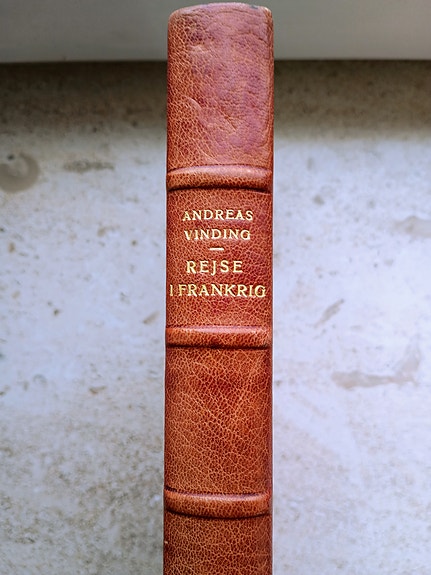 ANDREAS
VINDING
REJSE
I FRANKRIG